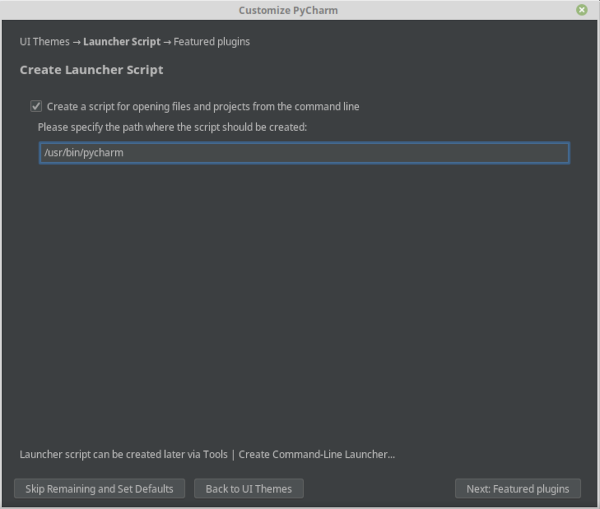 Customize PyCharm
UI Themes → Launcher Script → Featured plugins
Create Launcher Script
Create a script for opening files and projects from the command line
Please specify the path where the script should be created:
/usr/bin/pycharm
Launcher script can be created later via Tools | Create Command-Line Launcher...
Skip Remaining and Set Defaults
Back to UI Themes
Next: Featured plugins